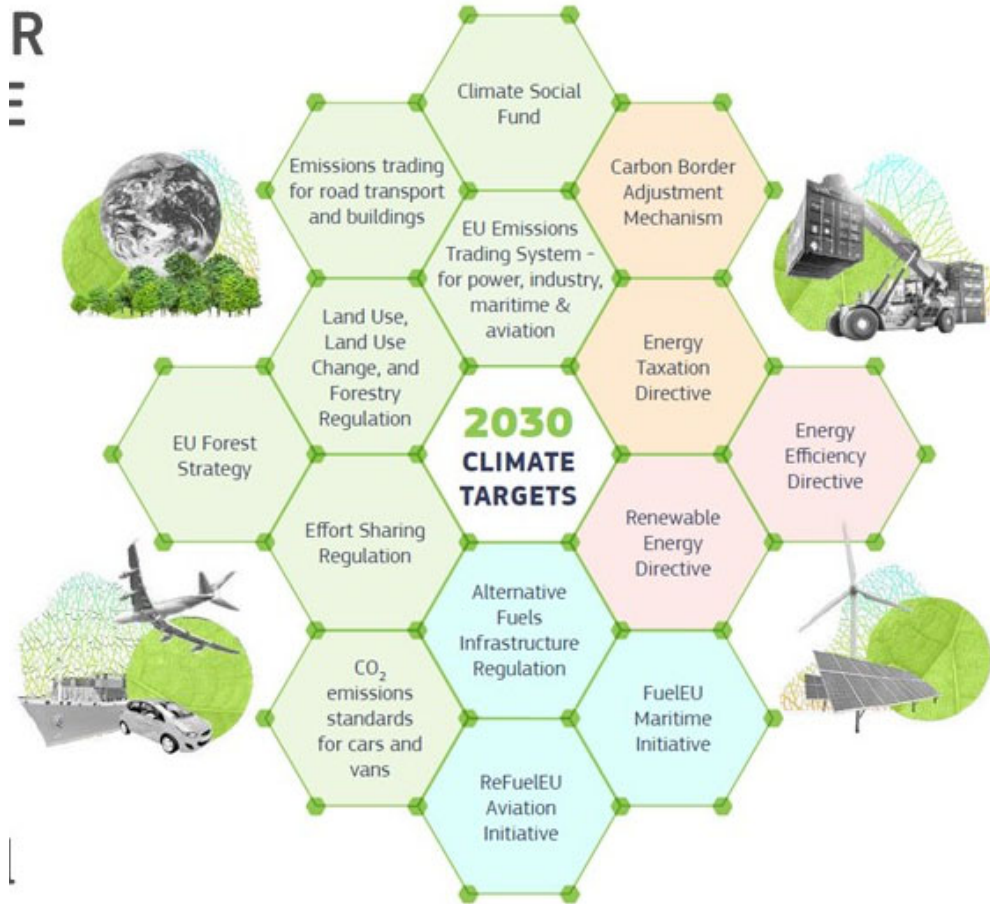 R
E
Climate Social
Fund
Emissions trading
for road transport
and buildings
Carbon Border
Adjustment
Mechanism
EU Emissions
Trading System -
for power, industry,
maritime &
aviation
Land Use,
Land Use
Change, and
Forestry
Regulation
Energy
Taxation
Directive
2030
CLIMATE
TARGETS
EU Forest
Strategy
Energy
Efficiency
Directive
Effort Sharing
Regulation
Renewable
Energy
Directive
Alternative
Fuels
Infrastructure
Regulation
CO₂
emissions
standards
for cars and
vans
FuelEU
Maritime
Initiative
ReFuelEU
Aviation
Initiative